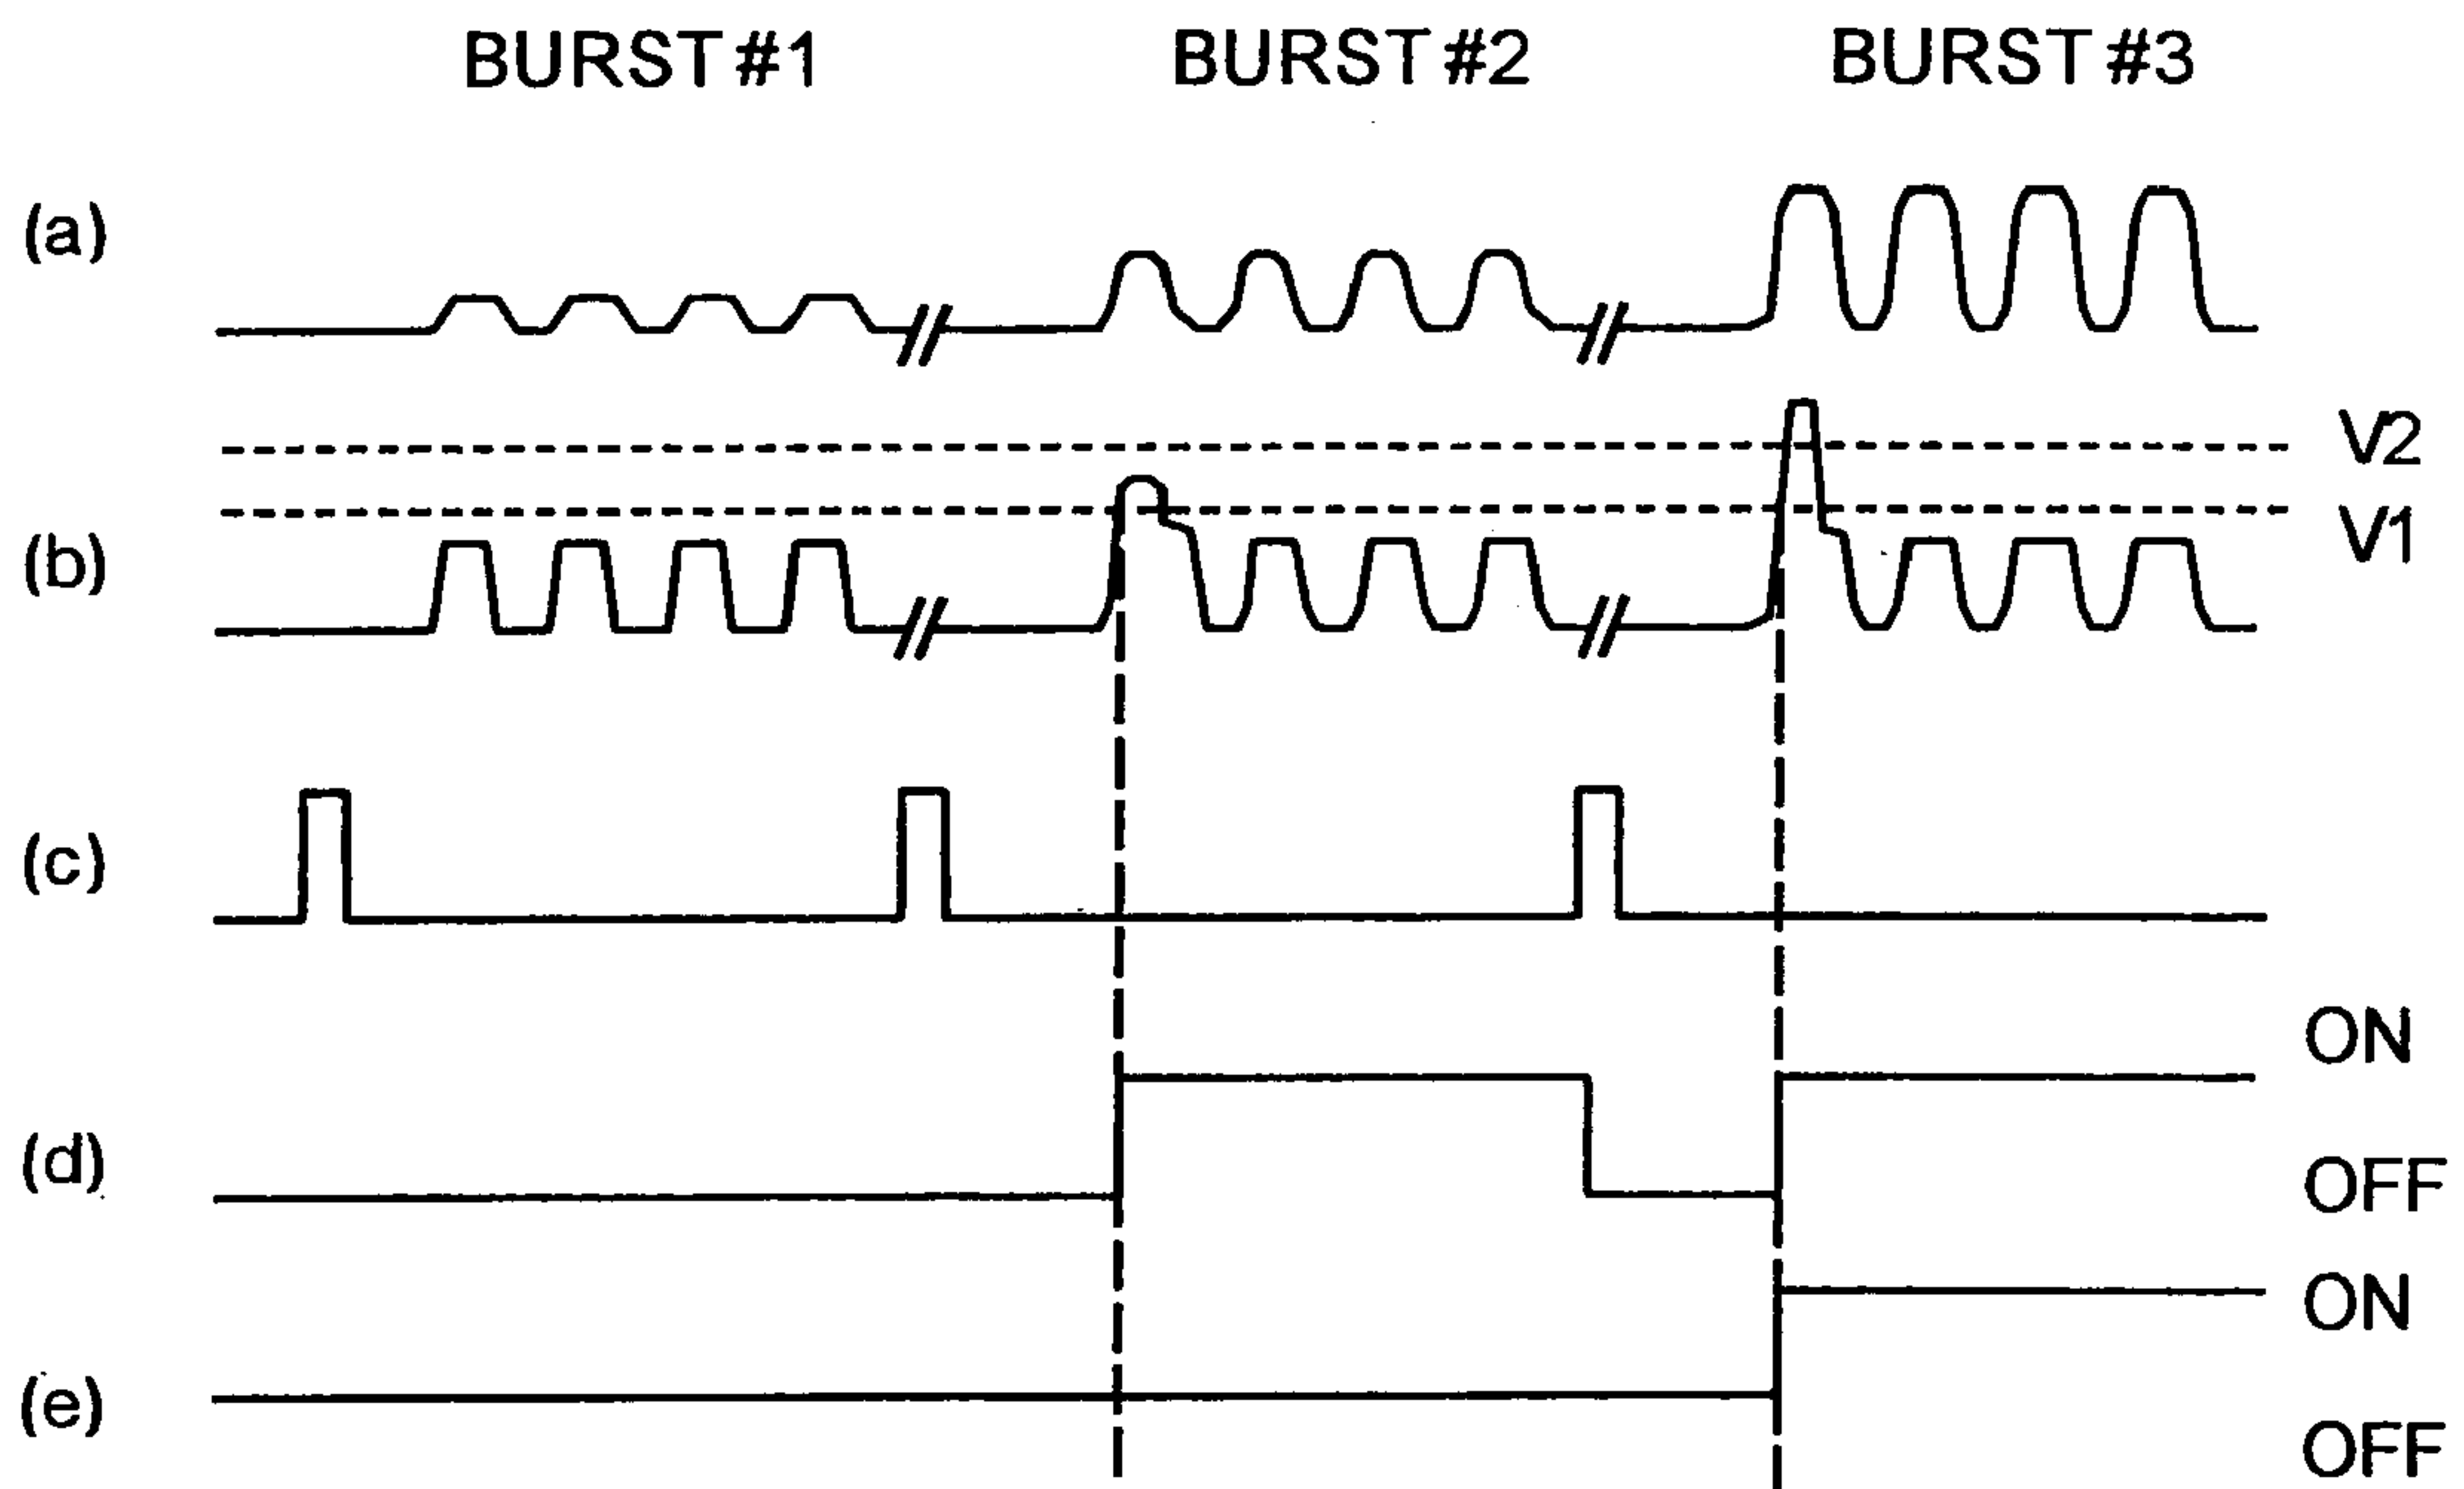 BURST #1 BURST #2 BURST #3
(a)
V2
V1
(b)
(c)
ON
(d)
OFF
ON
(e)
OFF